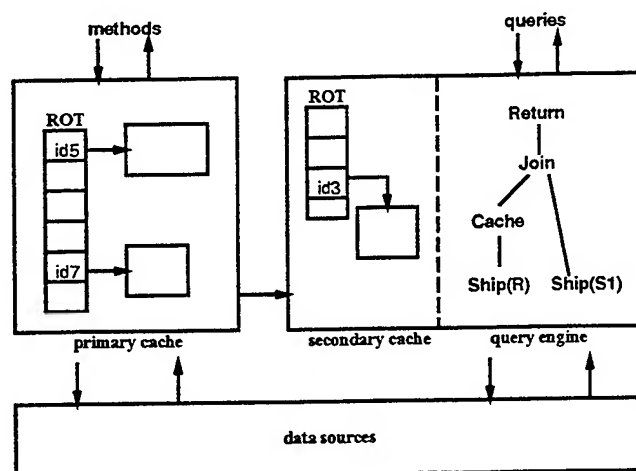 methods
queries
ROT
id5
id7
ROT
id3
Return
Join
Cache
Ship(R)
Ship(S1)
primary cache
secondary cache
query engine
data sources